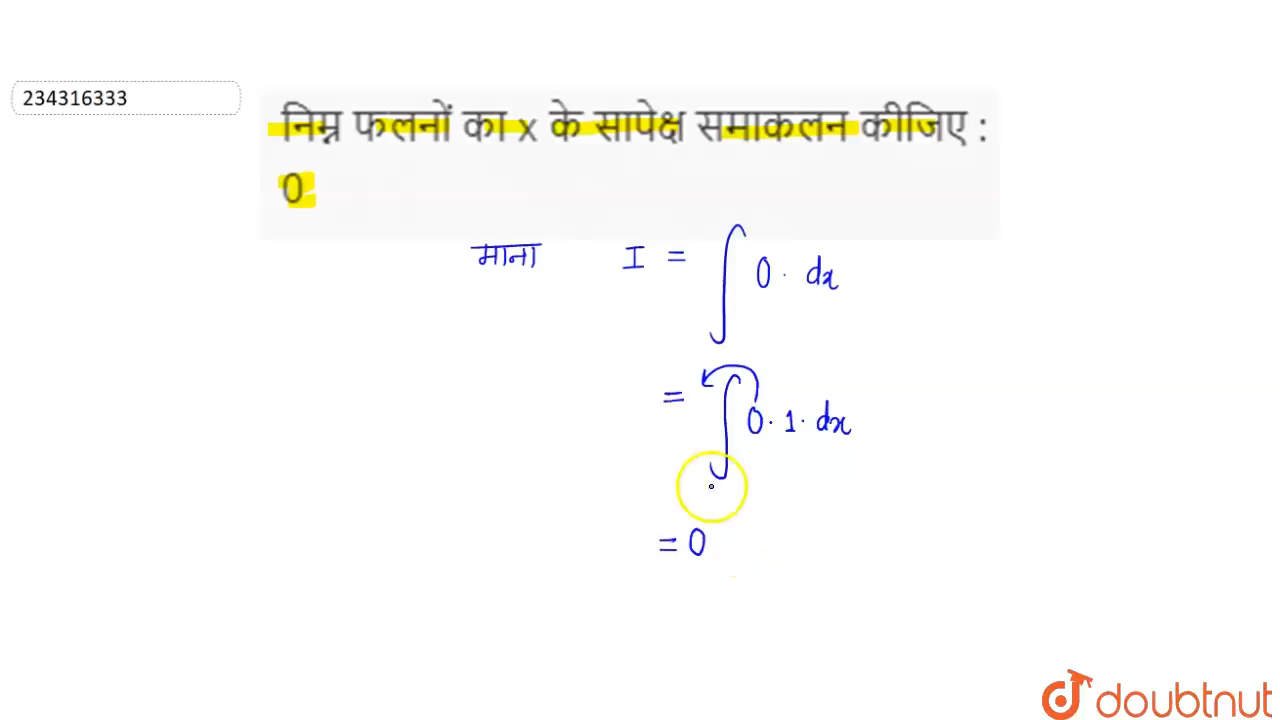 234316333
निम्न फलनों का x के सापेक्ष समाकलन कीजिए :
0
माना I = ∫ 0 · dx
= ∫ 0 · 1 · dx
= 0
doubtnut